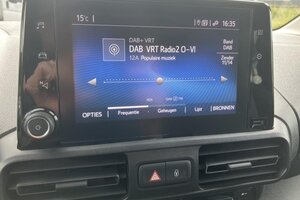 15°c
16:35
DAB+ VRT
DAB VRT Radio2 O-Vl
12A Populaire muziek
Band
DAB
Zender
11/14
OPTIES
Frequentie
Geheugen
Lijst
BRONNEN